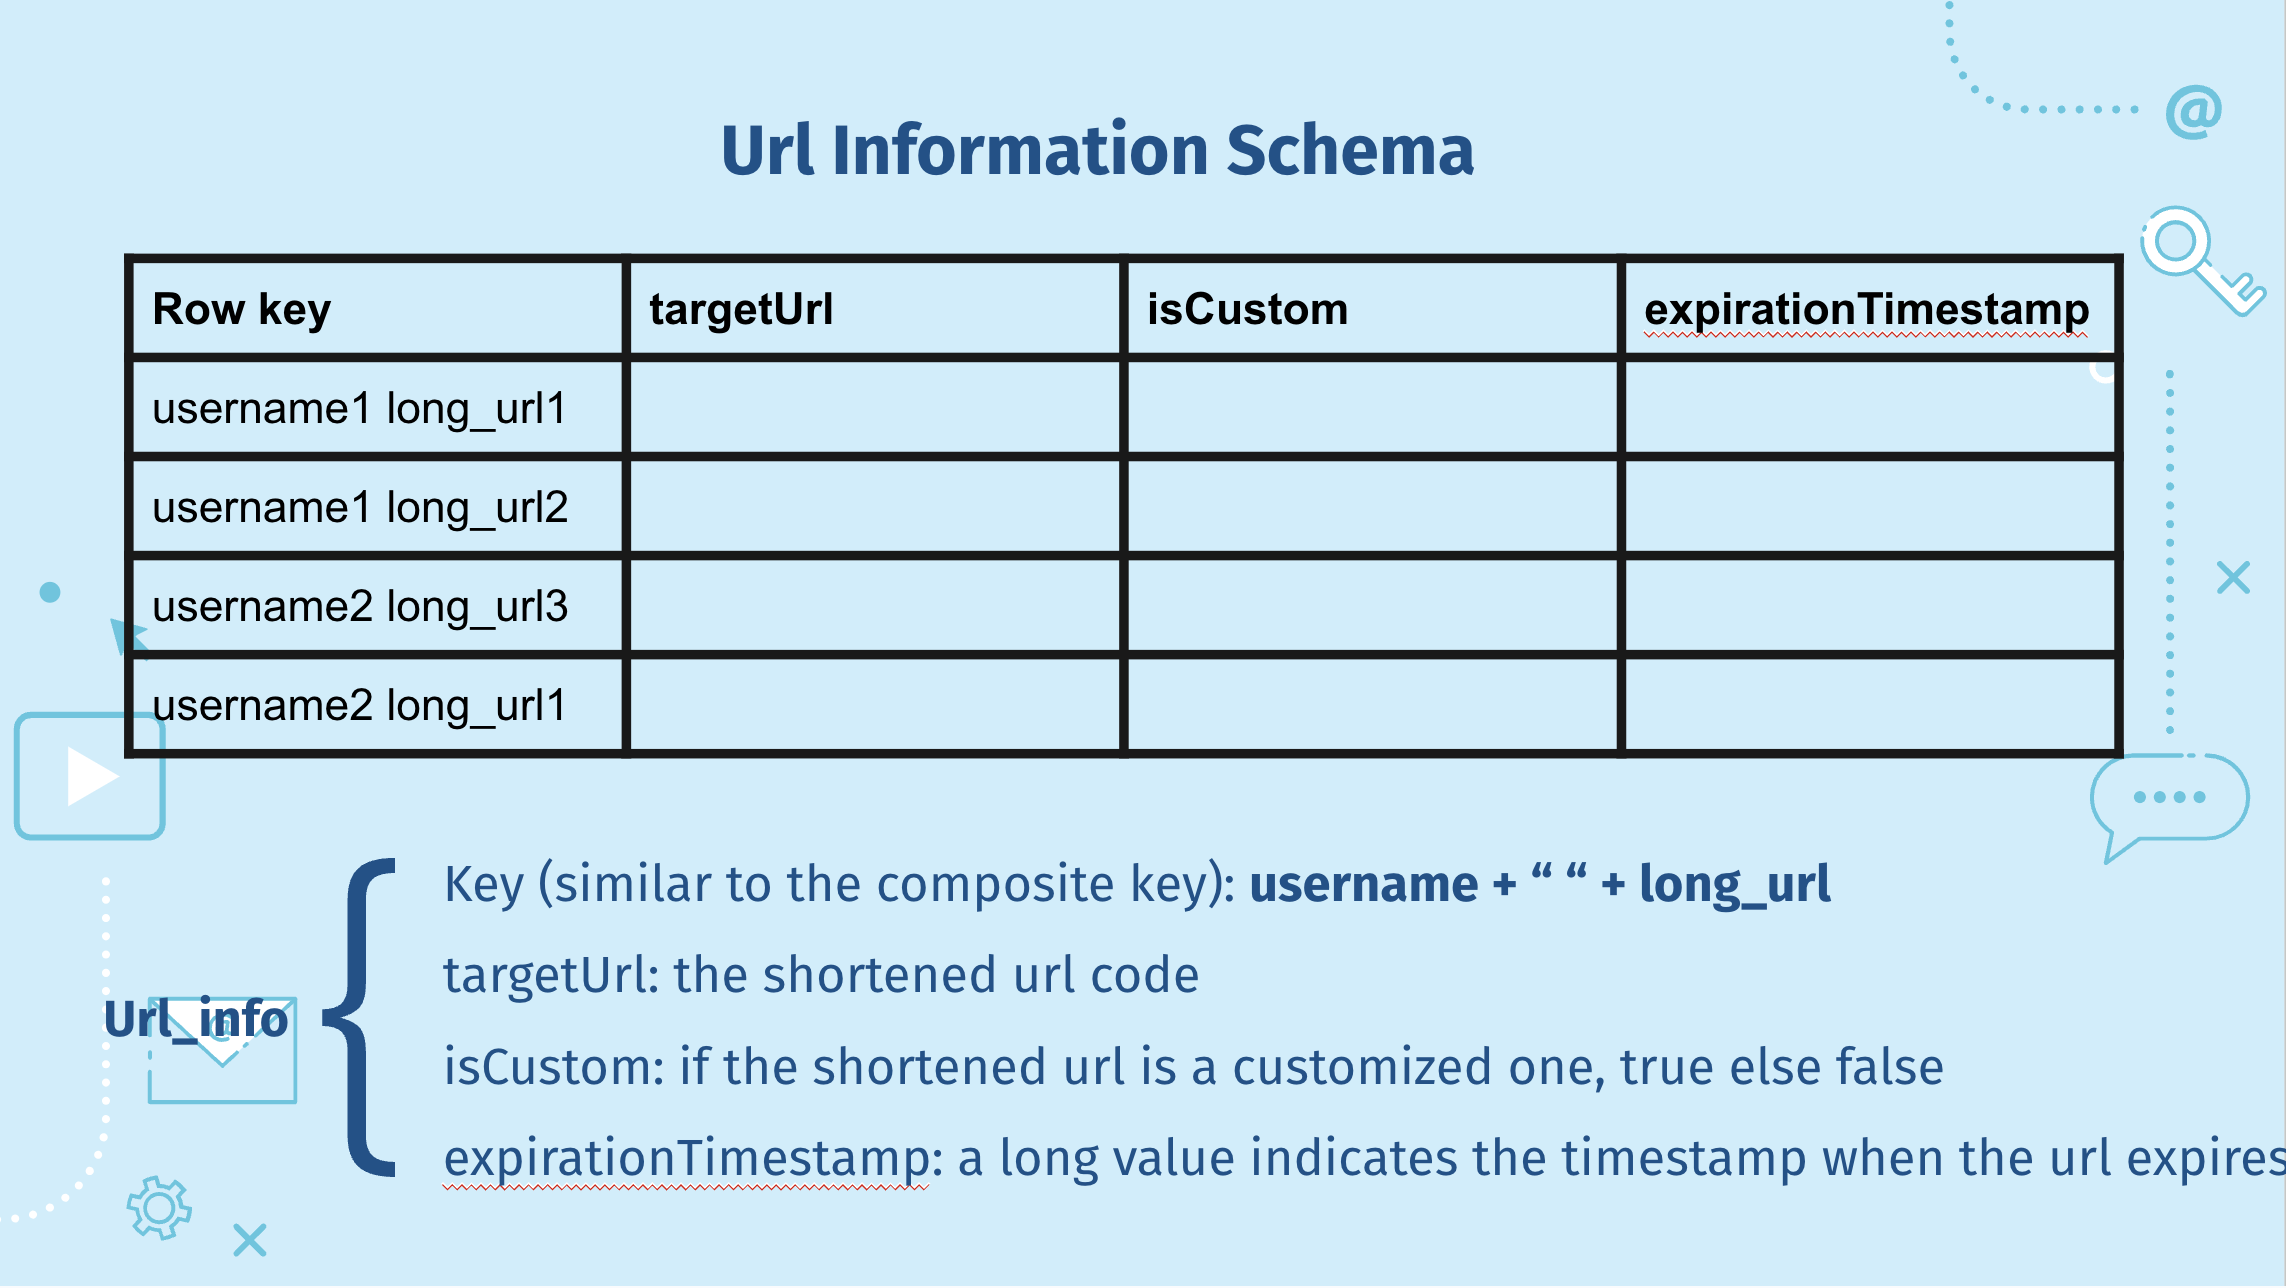 @
Url Information Schema
Row key targetUrl isCustom expirationTimestamp
username1 long_url1
username1 long_url2
username2 long_url3
username2 long_url1
Key (similar to the composite key): username + “ “ + long_url
targetUrl: the shortened url code
Url_info
@
isCustom: if the shortened url is a customized one, true else false
expirationTimestamp: a long value indicates the timestamp when the url expires